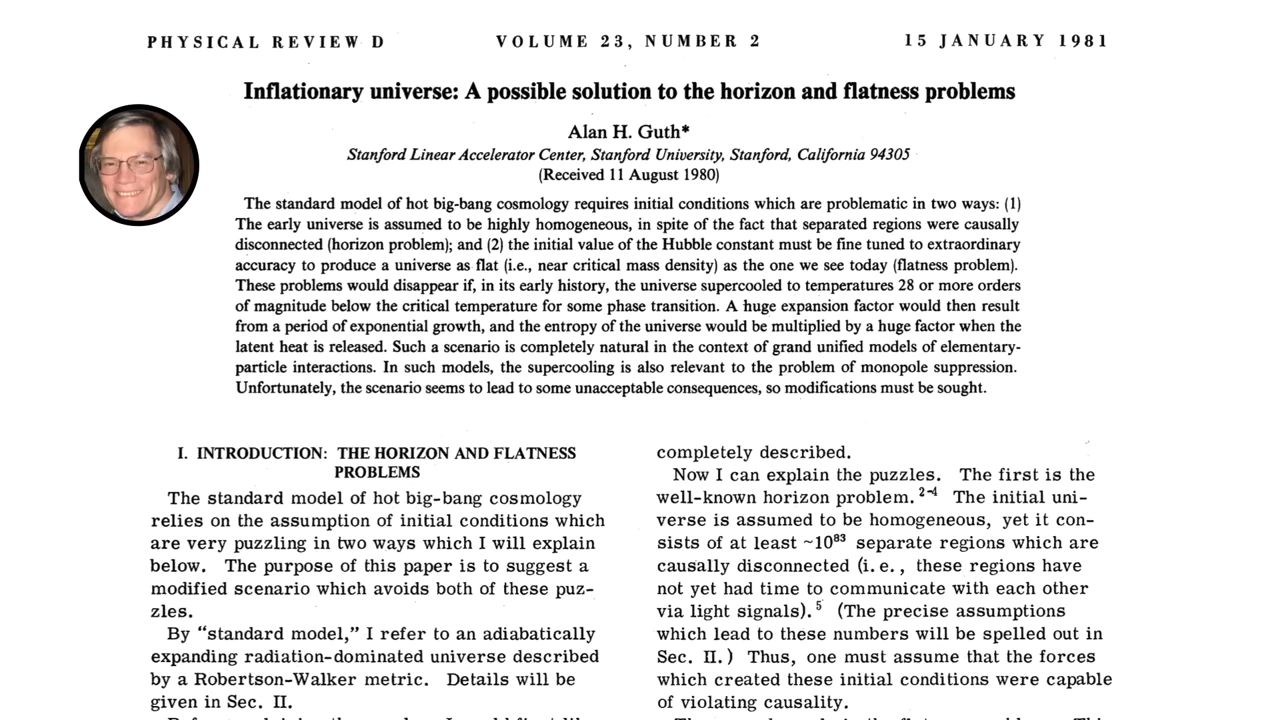 PHYSICAL REVIEW D VOLUME 23, NUMBER 2 15 JANUARY 1981
Inflationary universe: A possible solution to the horizon and flatness problems
Alan H. Guth*
Stanford Linear Accelerator Center, Stanford University, Stanford, California 94305
(Received 11 August 1980)
The standard model of hot big-bang cosmology requires initial conditions which are problematic in two ways: (1)
The early universe is assumed to be highly homogeneous, in spite of the fact that separated regions were causally
disconnected (horizon problem); and (2) the initial value of the Hubble constant must be fine tuned to extraordinary
accuracy to produce a universe as flat (i.e., near critical mass density) as the one we see today (flatness problem).
These problems would disappear if, in its early history, the universe supercooled to temperatures 28 or more orders
of magnitude below the critical temperature for some phase transition. A huge expansion factor would then result
from a period of exponential growth, and the entropy of the universe would be multiplied by a huge factor when the
latent heat is released. Such a scenario is completely natural in the context of grand unified models of elementary-
particle interactions. In such models, the supercooling is also relevant to the problem of monopole suppression.
Unfortunately, the scenario seems to lead to some unacceptable consequences, so modifications must be sought.
I. INTRODUCTION: THE HORIZON AND FLATNESS
PROBLEMS
The standard model of hot big-bang cosmology
relies on the assumption of initial conditions which
are very puzzling in two ways which I will explain
below. The purpose of this paper is to suggest a
modified scenario which avoids both of these puz-
zles.
By “standard model,” I refer to an adiabatically
expanding radiation-dominated universe described
by a Robertson-Walker metric. Details will be
given in Sec. II.
completely described.
Now I can explain the puzzles. The first is the
well-known horizon problem.²⁻⁴ The initial uni-
verse is assumed to be homogeneous, yet it con-
sists of at least ~10⁸³ separate regions which are
causally disconnected (i.e., these regions have
not yet had time to communicate with each other
via light signals).⁵ (The precise assumptions
which lead to these numbers will be spelled out in
Sec. II.) Thus, one must assume that the forces
which created these initial conditions were capable
of violating causality.